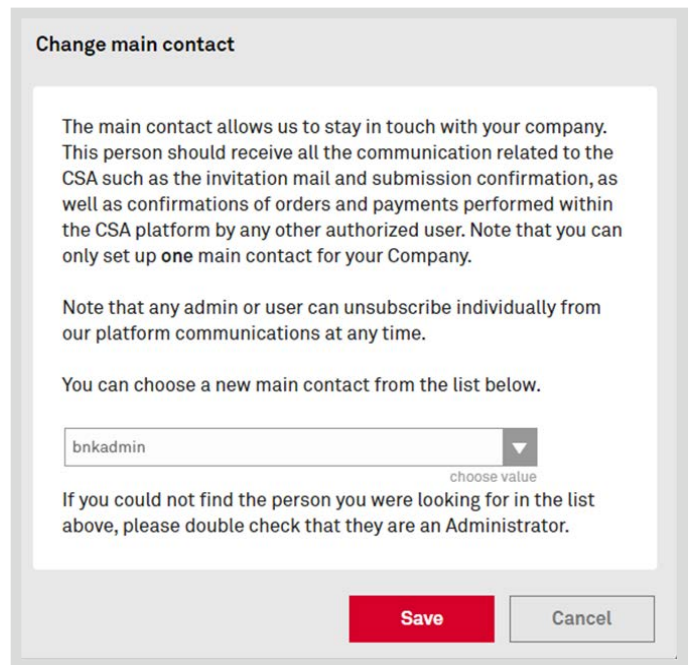 Change main contact
The main contact allows us to stay in touch with your company.
This person should receive all the communication related to the
CSA such as the invitation mail and submission confirmation, as
well as confirmations of orders and payments performed within
the CSA platform by any other authorized user. Note that you can
only set up one main contact for your Company.
Note that any admin or user can unsubscribe individually from
our platform communications at any time.
You can choose a new main contact from the list below.
bnkadmin
choose value
If you could not find the person you were looking for in the list
above, please double check that they are an Administrator.
Save Cancel